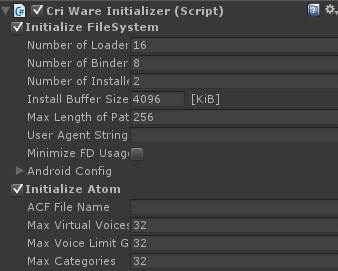 Cri Ware Initializer (Script)
Initialize FileSystem
Number of Loader 16
Number of Binder 8
Number of Installe 2
Install Buffer Size 4096 [KiB]
Max Length of Pat 256
User Agent String
Minimize FD Usag
Android Config
Initialize Atom
ACF File Name
Max Virtual Voices 32
Max Voice Limit G 32
Max Categories 32